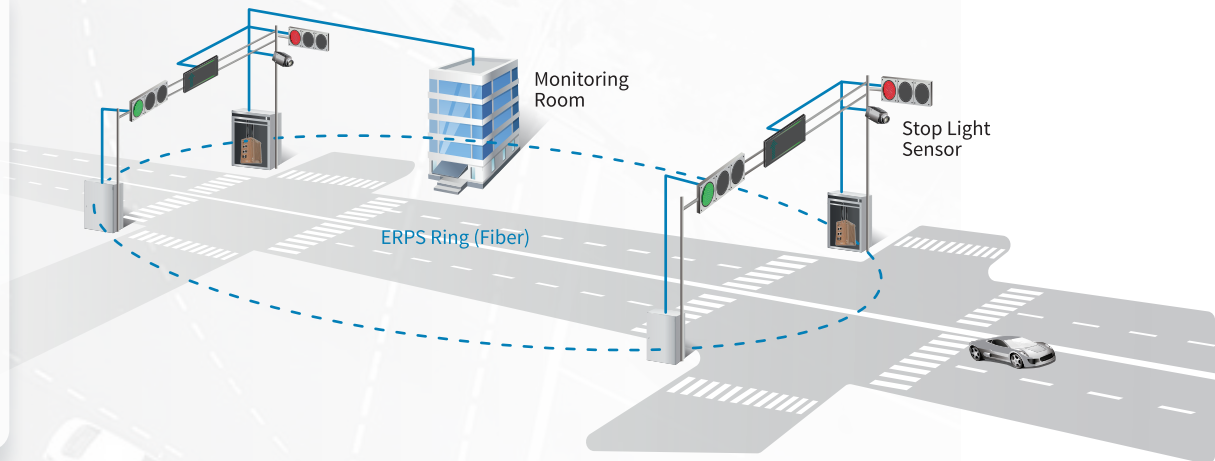 Monitoring
Room
Stop Light
Sensor
ERPS Ring (Fiber)